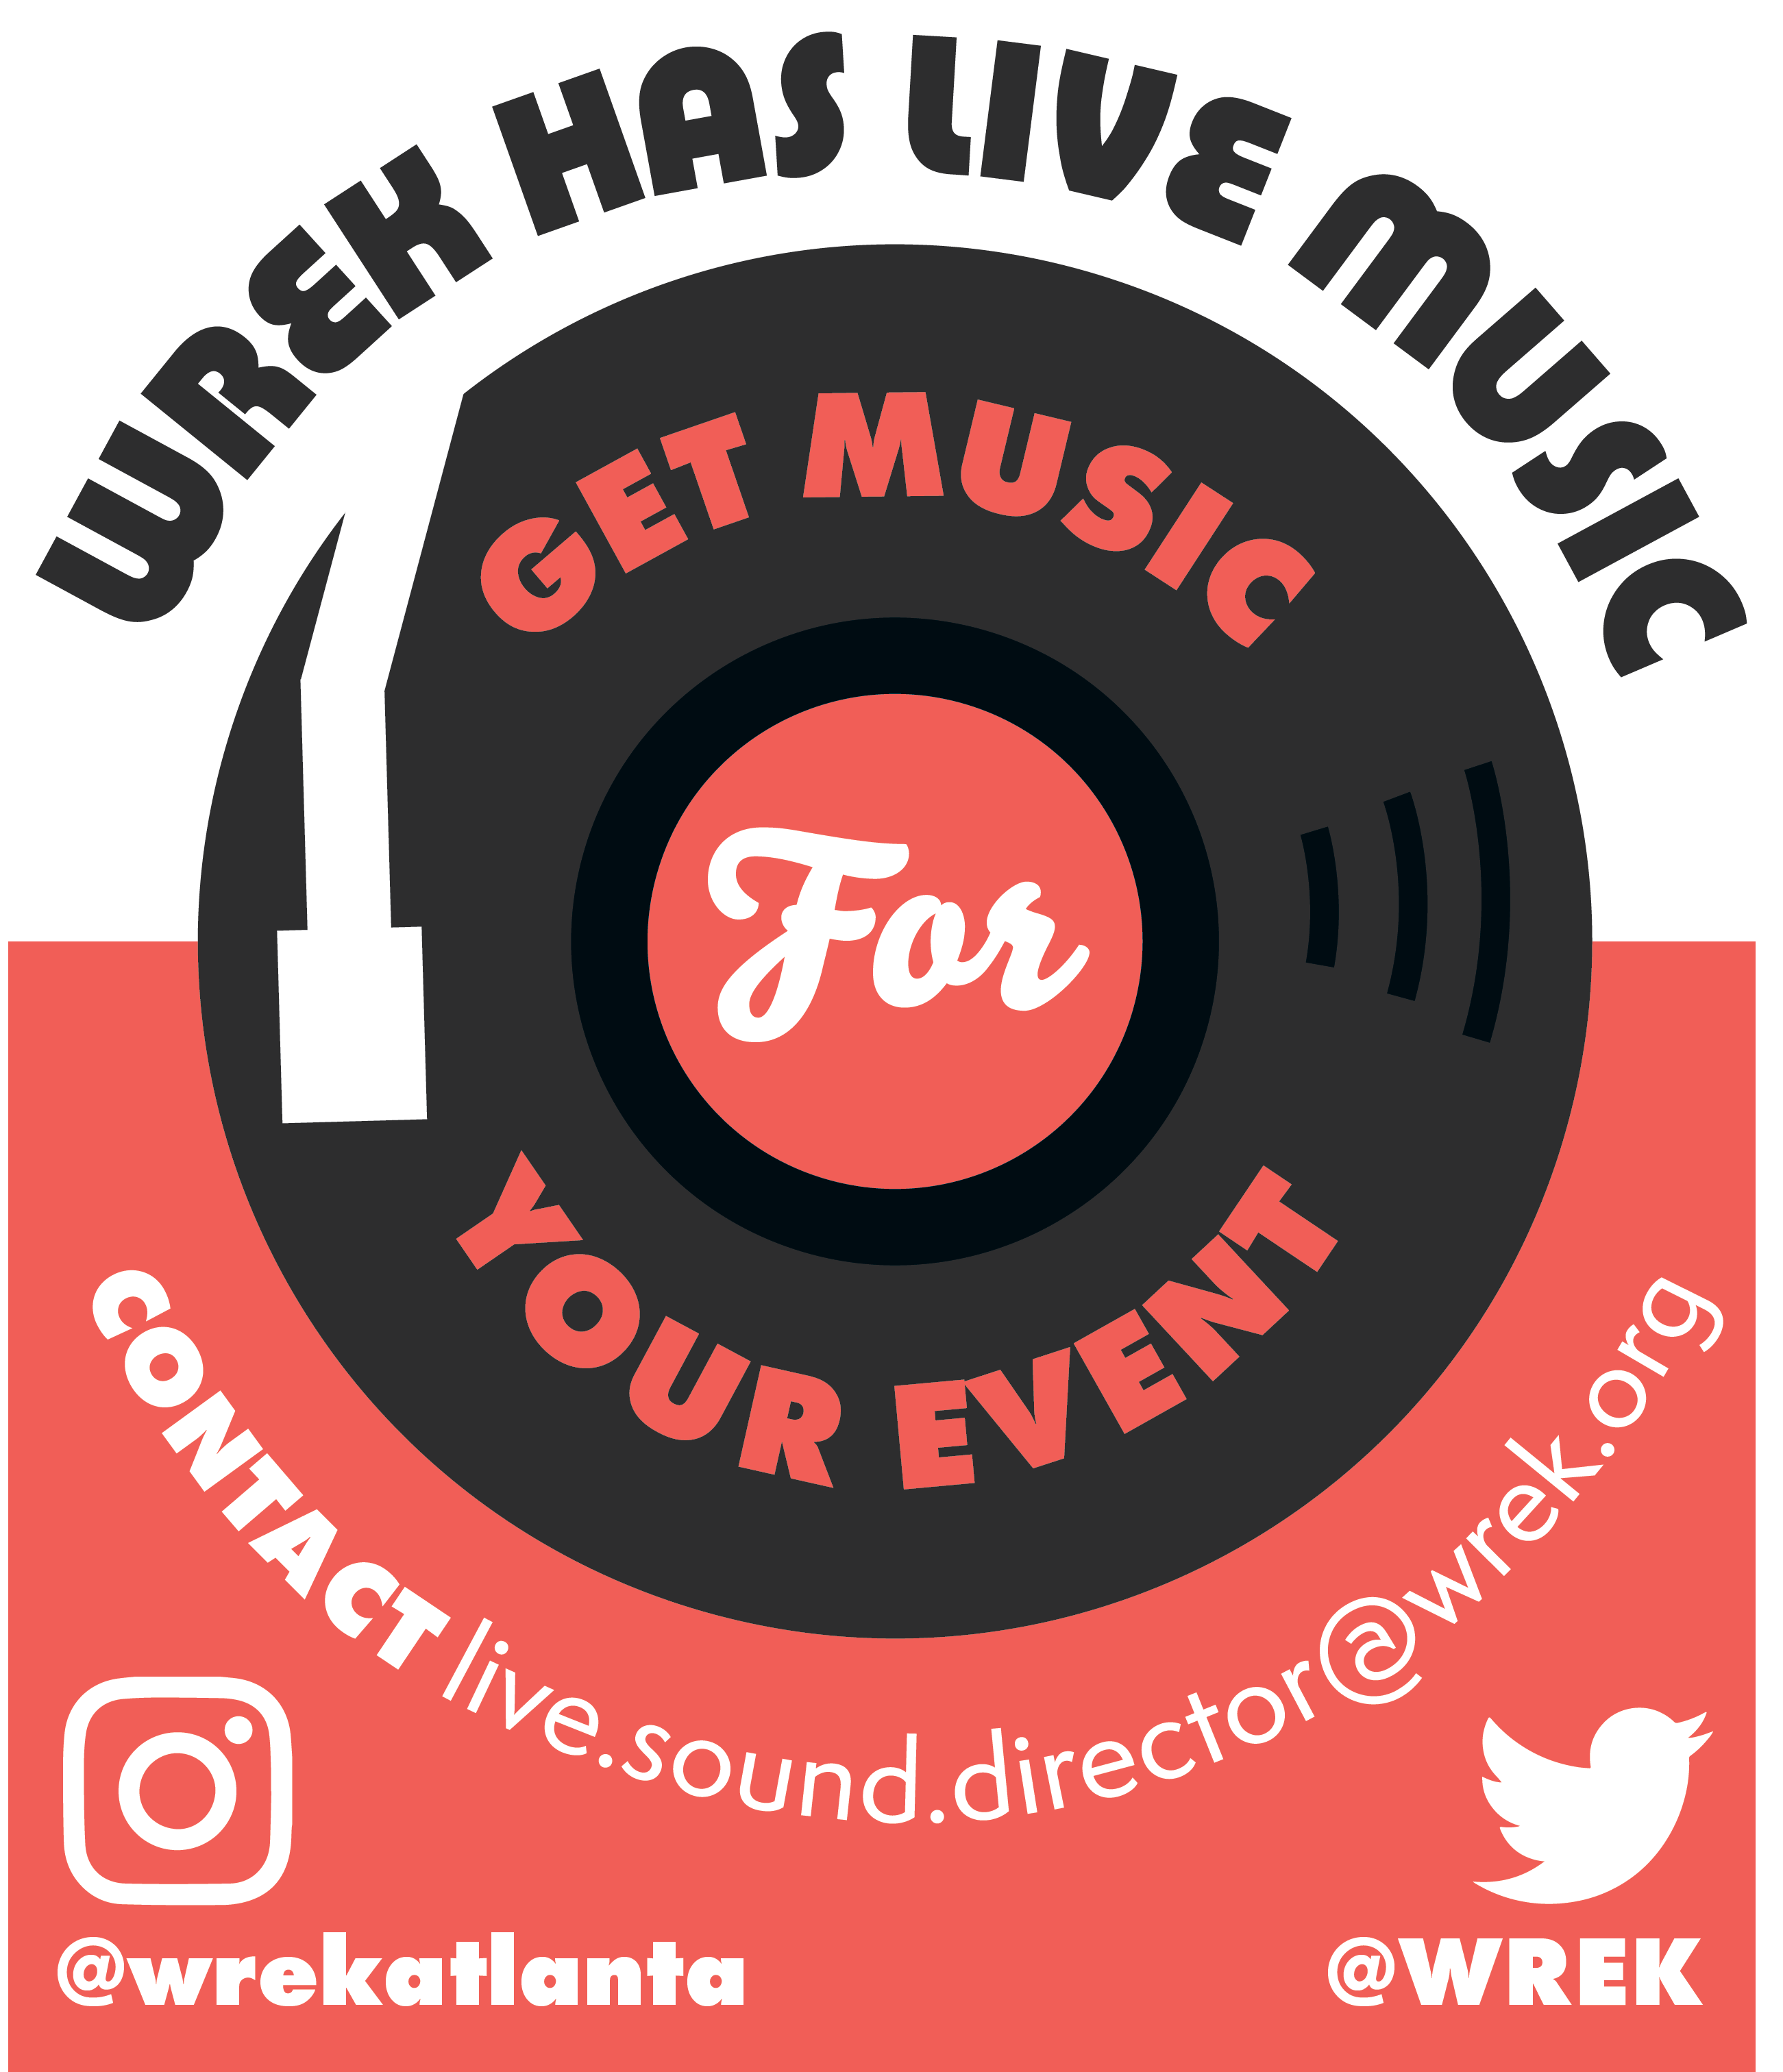 WREK HAS LIVE MUSIC
GET MUSIC
For
YOUR EVENT
CONTACT live.sound.director@wrek.org
@wrekatlanta
@WREK